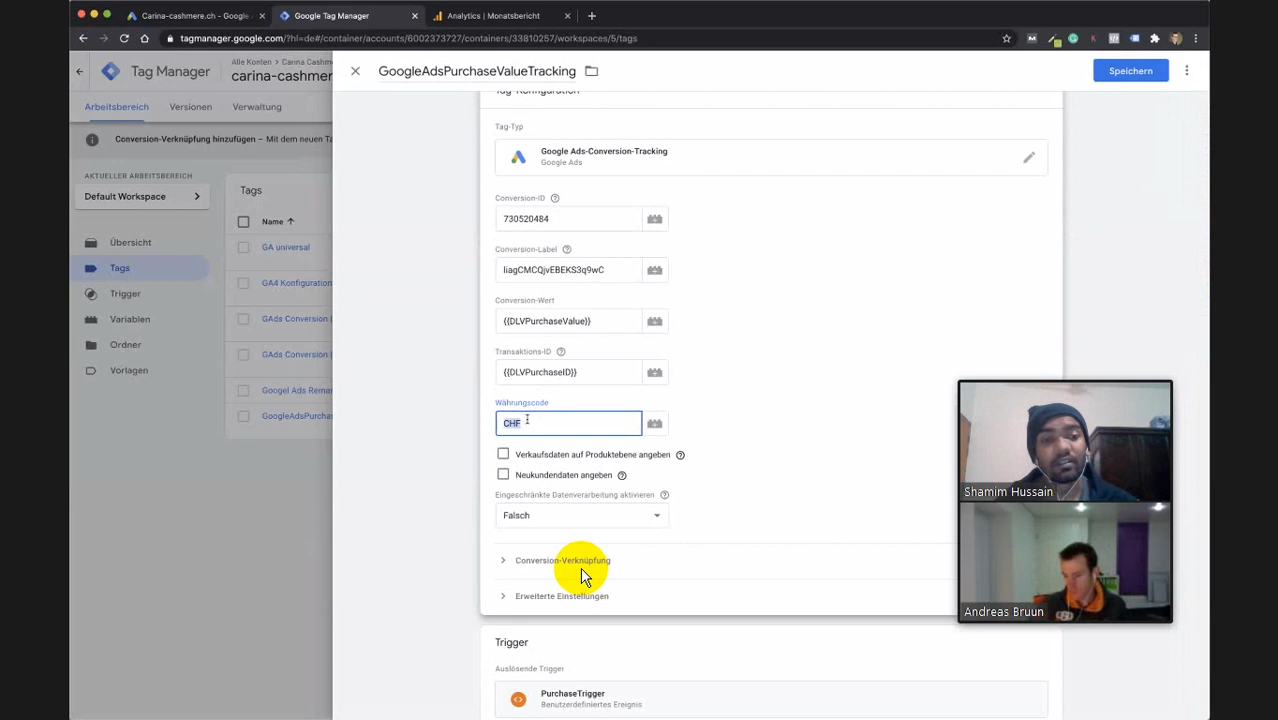 Carina-cashmere.ch - Google
Google Tag Manager
Analytics | Monatsbericht
tagmanager.google.com/?hl=de#/container/accounts/6002373727/containers/33810257/workspaces/5/tags
Tag Manager
Alle Konten > Carina Cashm
carina-cashme
GoogleAdsPurchaseValueTracking
Speichern
Arbeitsbereich
Versionen
Verwaltung
Tag-Konfiguration
Conversion-Verknüpfung hinzufügen – Mit dem neuen Ta
Tag-Typ
Google Ads-Conversion-Tracking
Google Ads
AKTUELLER ARBEITSBEREICH
Default Workspace
Tags
Name
Conversion-ID
730520484
Übersicht
GA universal
Conversion-Label
IiagCMCQjvEBEKS3q9wC
Tags
Trigger
GA4 Konfiguration
Conversion-Wert
{{DLVPurchaseValue}}
Variablen
GAds Conversion
Ordner
GAds Conversion
Transaktions-ID
{{DLVPurchaseID}}
Vorlagen
Googel Ads Remar
GoogleAdsPurchas
Währungscode
CHF
Verkaufsdaten auf Produktebene angeben
Neukundendaten angeben
Eingeschränkte Datenverarbeitung aktivieren
Falsch
Conversion-Verknüpfung
Erweiterte Einstellungen
Trigger
Auslösende Trigger
PurchaseTrigger
Benutzerdefiniertes Ereignis
Shamim Hussain
Andreas Bruun